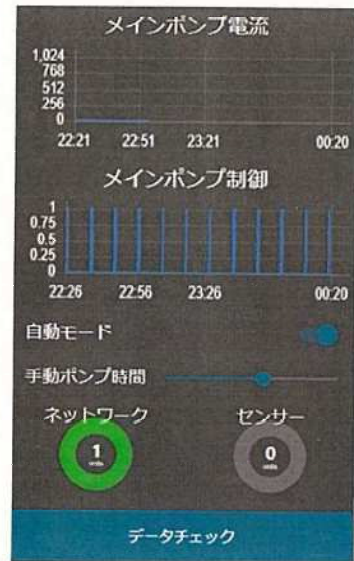 メインポンプ電流
1,024
768
512
256
0
22:21 22:51 23:21 00:20
メインポンプ制御
1
0.75
0.5
0.25
0
22:26 22:56 23:26 00:20
自動モード
手動ポンプ時間
ネットワーク センサー
1 0
units units
データチェック